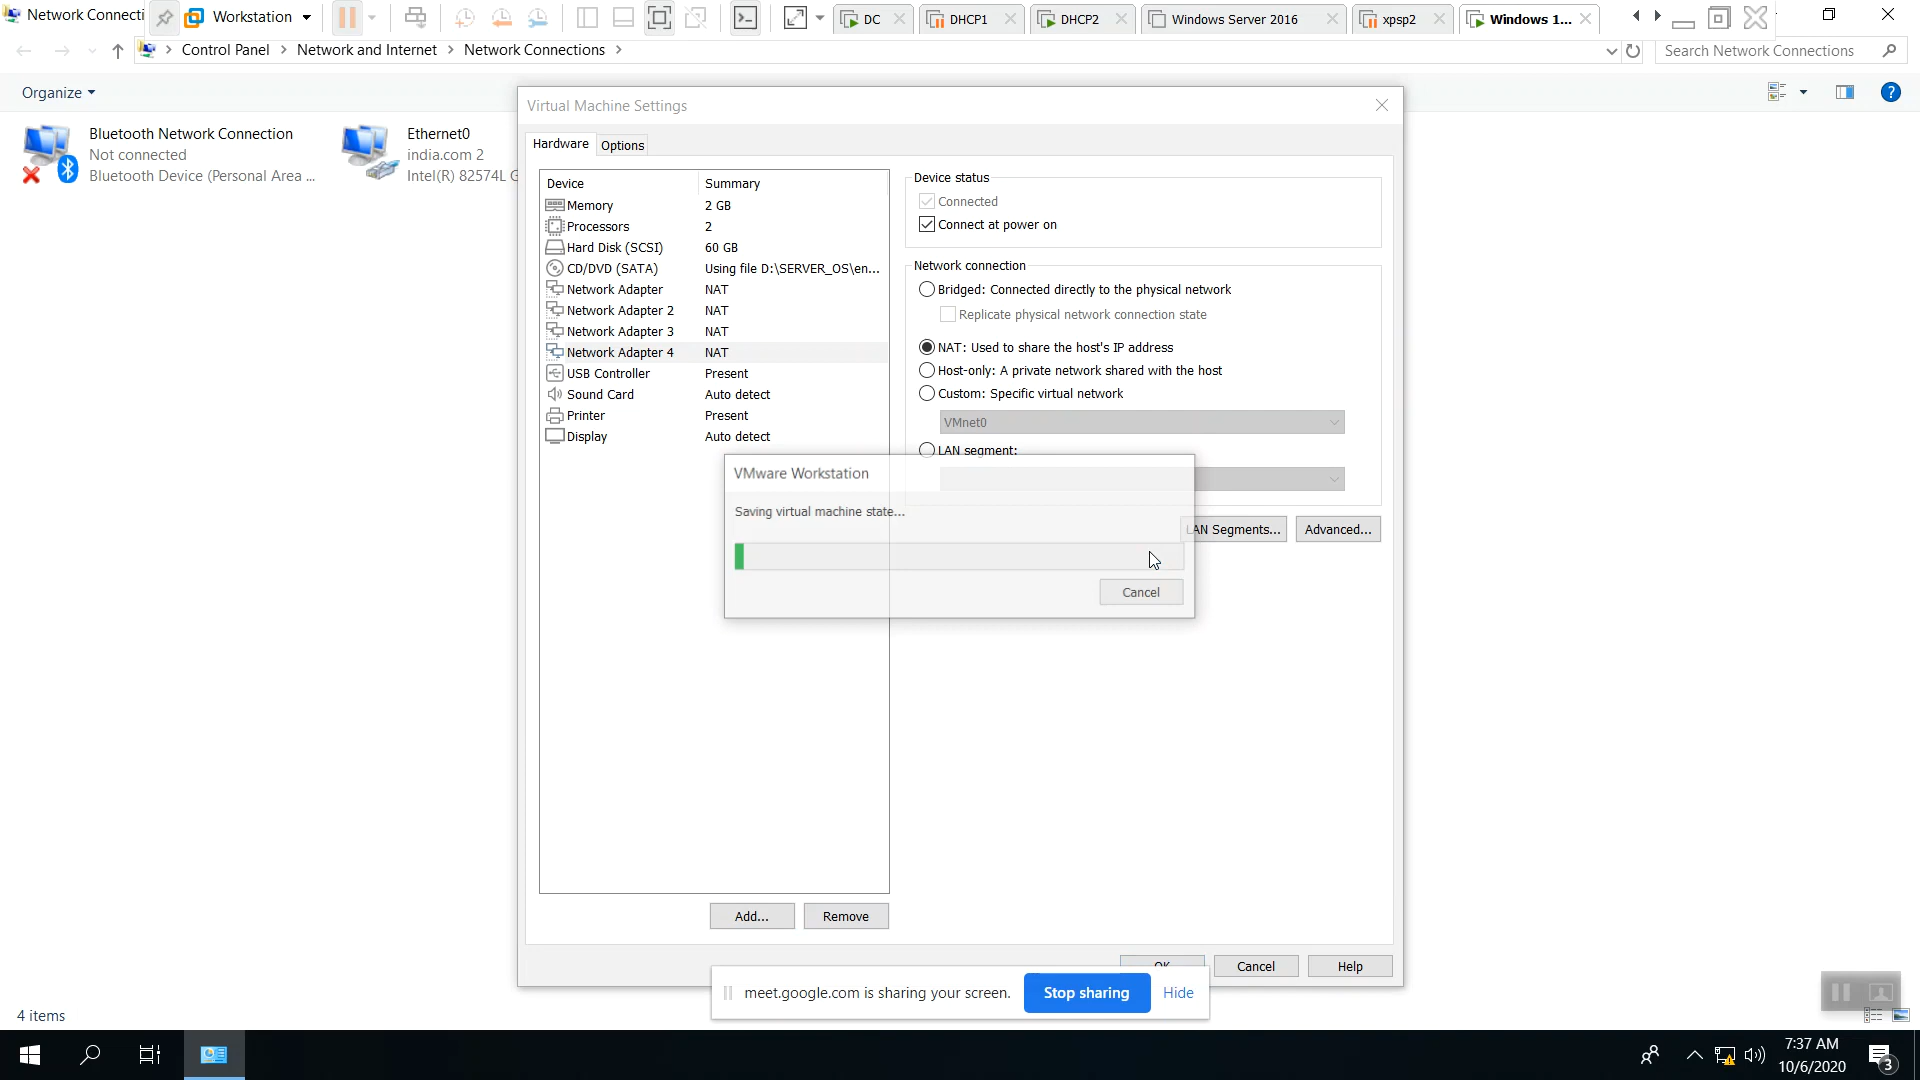 Network Connecti
Workstation
DC
DHCP1
DHCP2
Windows Server 2016
xpsp2
Windows 1...
Control Panel > Network and Internet > Network Connections >
Search Network Connections
Organize
Bluetooth Network Connection
Not connected
Bluetooth Device (Personal Area ...
Ethernet0
india.com 2
Intel(R) 82574L G
Virtual Machine Settings
Hardware
Options
Device Summary
Memory 2 GB
Processors 2
Hard Disk (SCSI) 60 GB
CD/DVD (SATA) Using file D:\SERVER_OS\en...
Network Adapter NAT
Network Adapter 2 NAT
Network Adapter 3 NAT
Network Adapter 4 NAT
USB Controller Present
Sound Card Auto detect
Printer Present
Display Auto detect
Device status
Connected
Connect at power on
Network connection
Bridged: Connected directly to the physical network
Replicate physical network connection state
NAT: Used to share the host's IP address
Host-only: A private network shared with the host
Custom: Specific virtual network
VMnet0
LAN segment:
LAN Segments...
Advanced...
VMware Workstation
Saving virtual machine state...
Cancel
Add...
Remove
OK
Cancel
Help
meet.google.com is sharing your screen.
Stop sharing
Hide
4 items
7:37 AM
10/6/2020
3